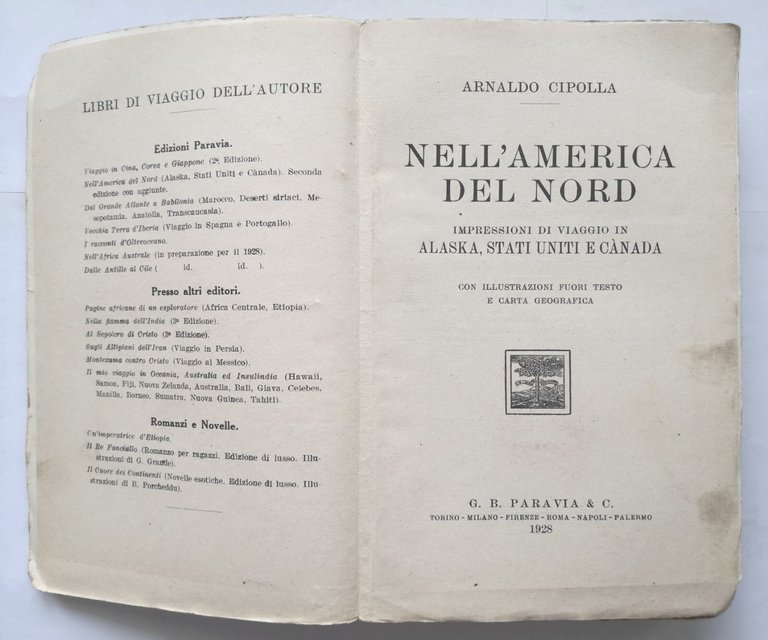 LIBRI DI VIAGGIO DELL'AUTORE
Edizioni Paravia.
Viaggio in Cina, Corea e Giappone (2ª Edizione).
Nell'America del Nord (Alaska, Stati Uniti e Cànada). Seconda
edizione con aggiunte.
Dal Grande Atlante a Babilonia (Marocco, Deserti siriaci, Me-
sopotamia, Anatolia, Transcaucasia).
Vecchia Terra d'Iberia (Viaggio in Spagna e Portogallo).
I racconti d'Oltreoceano.
Nell'Africa Australe (in preparazione per il 1928).
Dalle Antille al Cile ( id. id. ).
Presso altri editori.
Pagine africane di un esploratore (Africa Centrale, Etiopia).
Nella fiamma dell'India (3ª Edizione).
Al Sepolcro di Cristo (3ª Edizione).
Sugli Altipiani dell'Iran (Viaggio in Persia).
Montezuma contro Cristo (Viaggio al Messico).
Il mio viaggio in Oceania, Australia ed Insulindia (Hawaii,
Samoa, Fiji, Nuova Zelanda, Australia, Bali, Giava, Celebes,
Manilla, Borneo, Sumatra, Nuova Guinea, Tahiti).
Romanzi e Novelle.
Un'imperatrice d'Etiopia.
Il Re Fanciullo (Romanzo per ragazzi. Edizione di lusso. Illu-
strazioni di G. Grande).
Il Cuore dei Continenti (Novelle esotiche. Edizione di lusso. Illu-
strazioni di B. Porcheddu).
ARNALDO CIPOLLA
NELL'AMERICA
DEL NORD
IMPRESSIONI DI VIAGGIO IN
ALASKA, STATI UNITI E CÀNADA
CON ILLUSTRAZIONI FUORI TESTO
E CARTA GEOGRAFICA
G. B. PARAVIA & C.
TORINO - MILANO - FIRENZE - ROMA - NAPOLI - PALERMO
1928